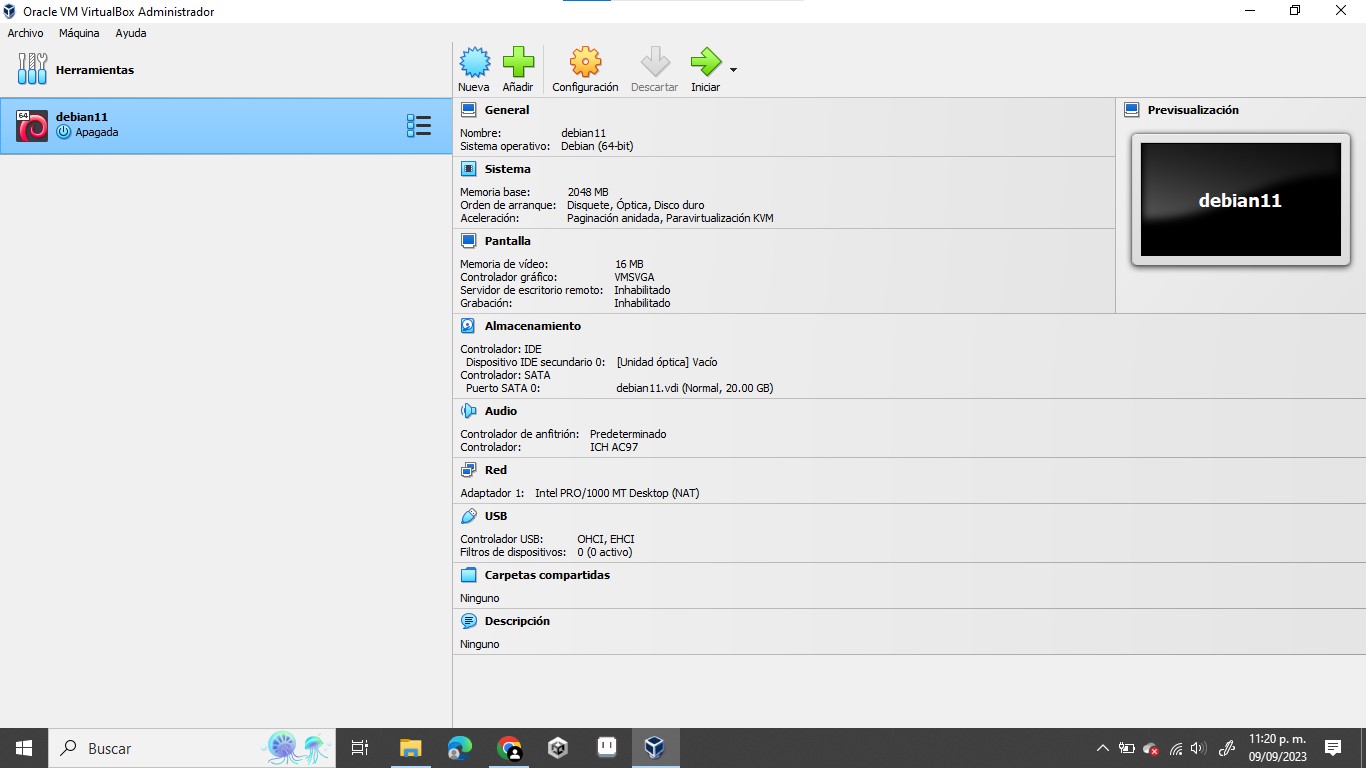 Oracle VM VirtualBox Administrador
Archivo Máquina Ayuda
Herramientas
Nueva Añadir Configuración Descartar Iniciar
64
debian11
Apagada
General
Nombre: debian11
Sistema operativo: Debian (64-bit)
Sistema
Memoria base: 2048 MB
Orden de arranque: Disquete, Óptica, Disco duro
Aceleración: Paginación anidada, Paravirtualización KVM
Pantalla
Memoria de vídeo: 16 MB
Controlador gráfico: VMSVGA
Servidor de escritorio remoto: Inhabilitado
Grabación: Inhabilitado
Previsualización
debian11
Almacenamiento
Controlador: IDE
Dispositivo IDE secundario 0: [Unidad óptica] Vacío
Controlador: SATA
Puerto SATA 0: debian11.vdi (Normal, 20.00 GB)
Audio
Controlador de anfitrión: Predeterminado
Controlador: ICH AC97
Red
Adaptador 1: Intel PRO/1000 MT Desktop (NAT)
USB
Controlador USB: OHCI, EHCI
Filtros de dispositivos: 0 (0 activo)
Carpetas compartidas
Ninguno
Descripción
Ninguno
Buscar
11:20 p. m.
09/09/2023